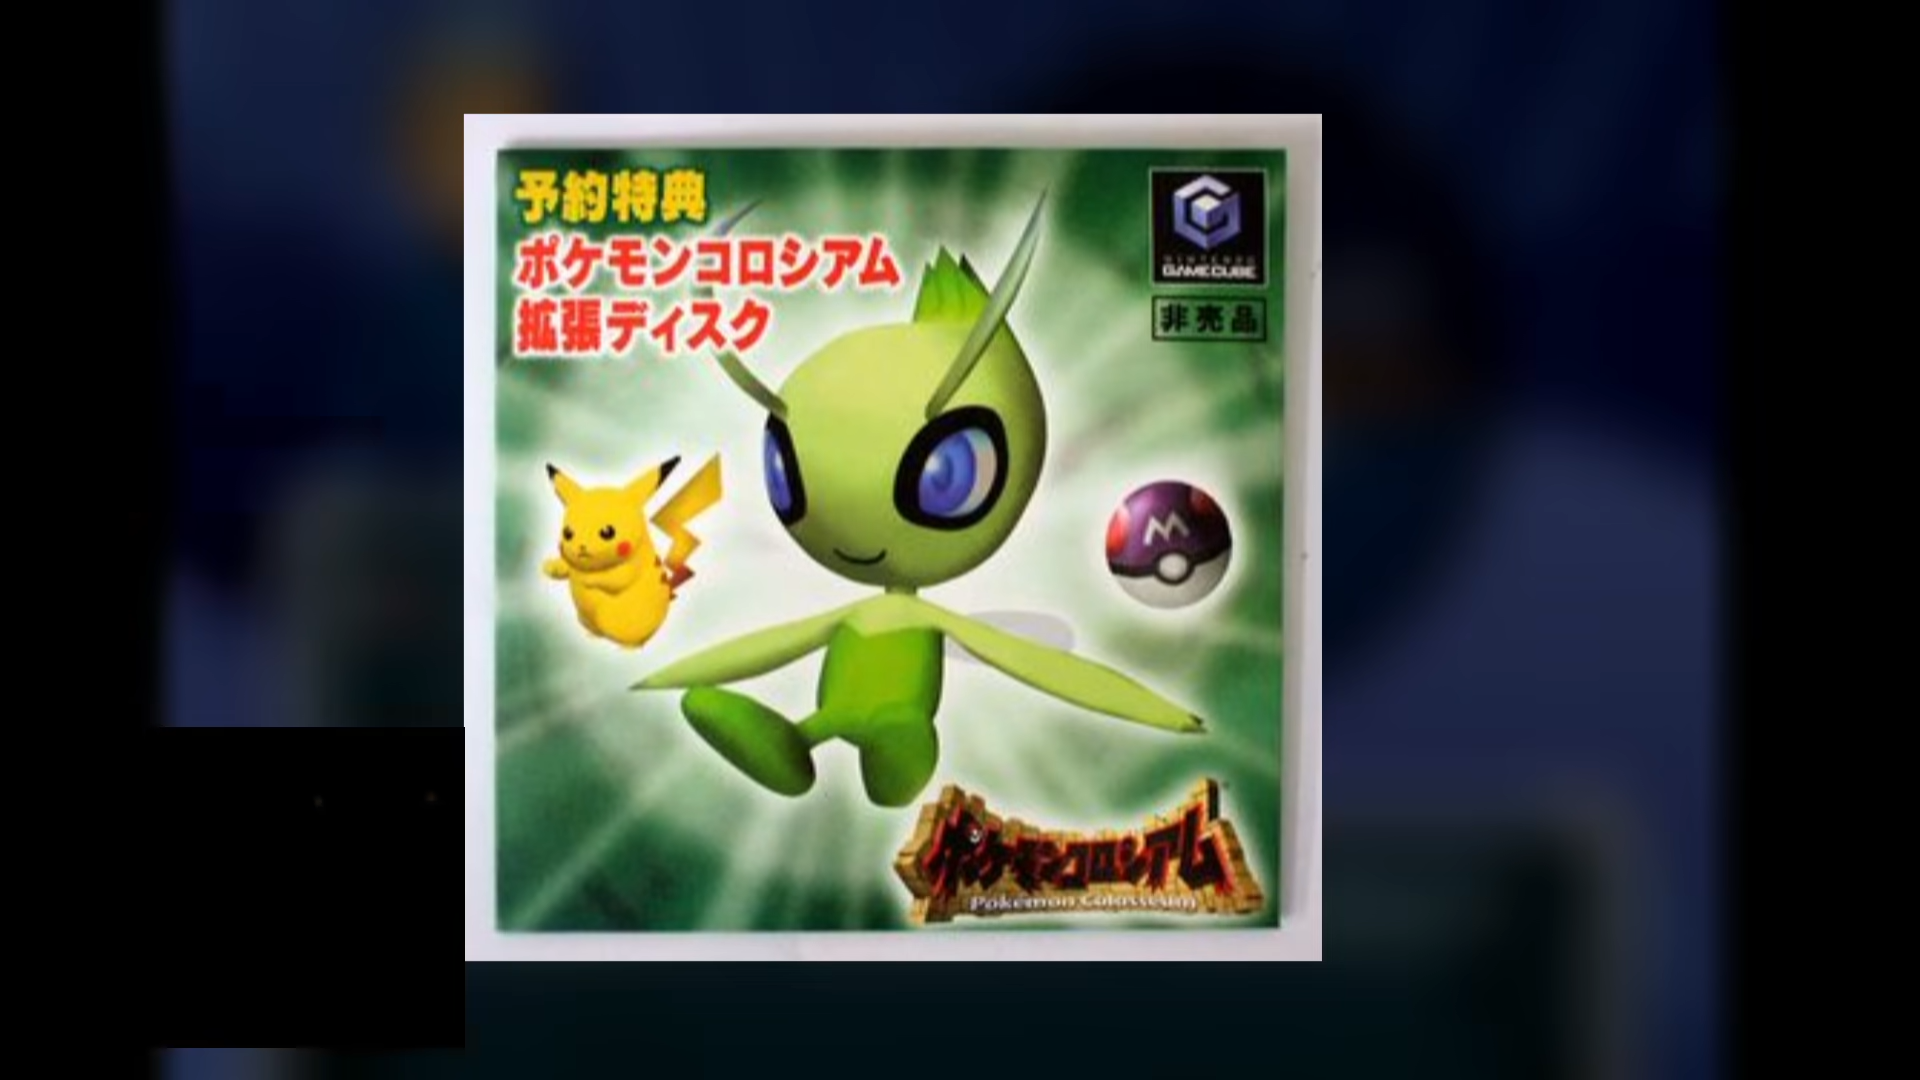 予約特典
ポケモンコロシアム
拡張ディスク
NINTENDO
GAMECUBE
非売品
M
ポケモンコロシアム
Pokémon Colosseum